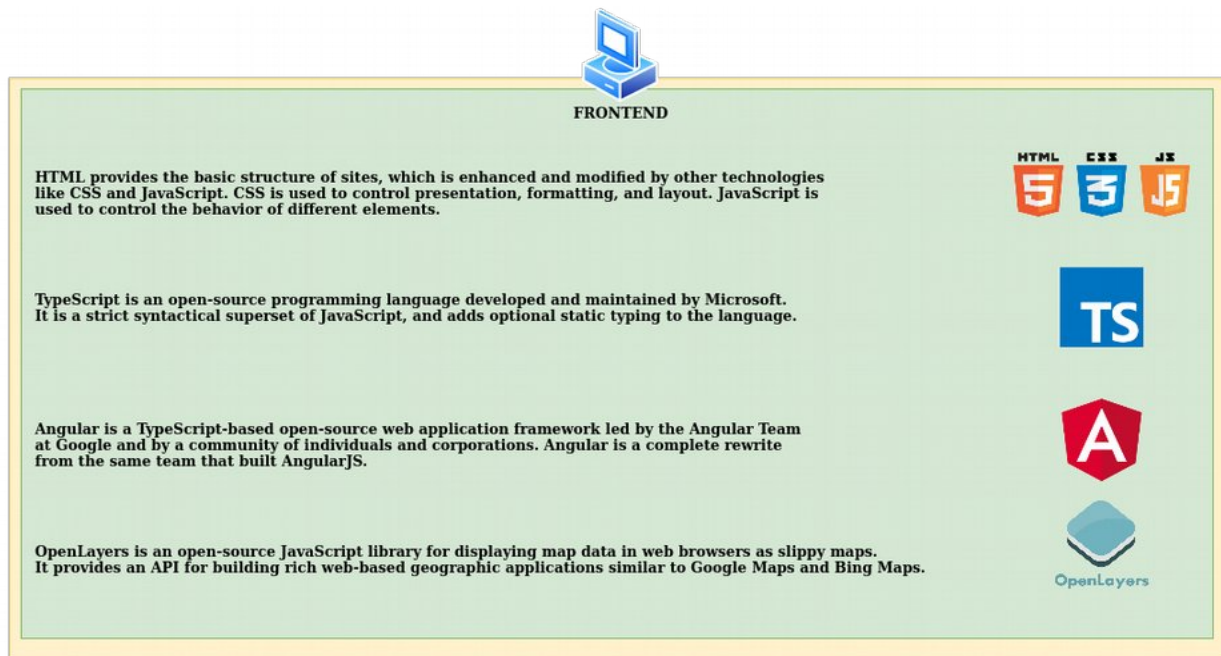 FRONTEND
HTML provides the basic structure of sites, which is enhanced and modified by other technologies
like CSS and JavaScript. CSS is used to control presentation, formatting, and layout. JavaScript is
used to control the behavior of different elements.
HTML CSS JS
5 3 JS
TypeScript is an open-source programming language developed and maintained by Microsoft.
It is a strict syntactical superset of JavaScript, and adds optional static typing to the language.
TS
Angular is a TypeScript-based open-source web application framework led by the Angular Team
at Google and by a community of individuals and corporations. Angular is a complete rewrite
from the same team that built AngularJS.
A
OpenLayers is an open-source JavaScript library for displaying map data in web browsers as slippy maps.
It provides an API for building rich web-based geographic applications similar to Google Maps and Bing Maps.
OpenLayers